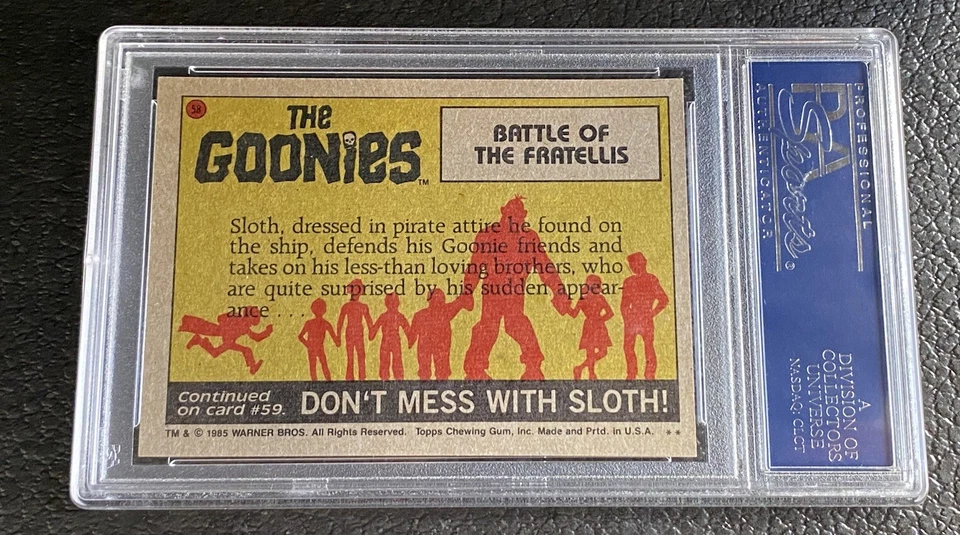 58
THE
GOONIES™
BATTLE OF
THE FRATELLIS
Sloth, dressed in pirate attire he found on
the ship, defends his Goonie friends and
takes on his less-than loving brothers, who
are quite surprised by his sudden appear-
ance . . .
Continued
on card #59.
DON'T MESS WITH SLOTH!
TM & © 1985 WARNER BROS. All Rights Reserved. Topps Chewing Gum, Inc. Made and Prtd. in U.S.A. **
PROFESSIONAL
PSA
Sports
®
AUTHENTICATOR
A
DIVISION OF
COLLECTORS
UNIVERSE
NASDAQ: CLCT